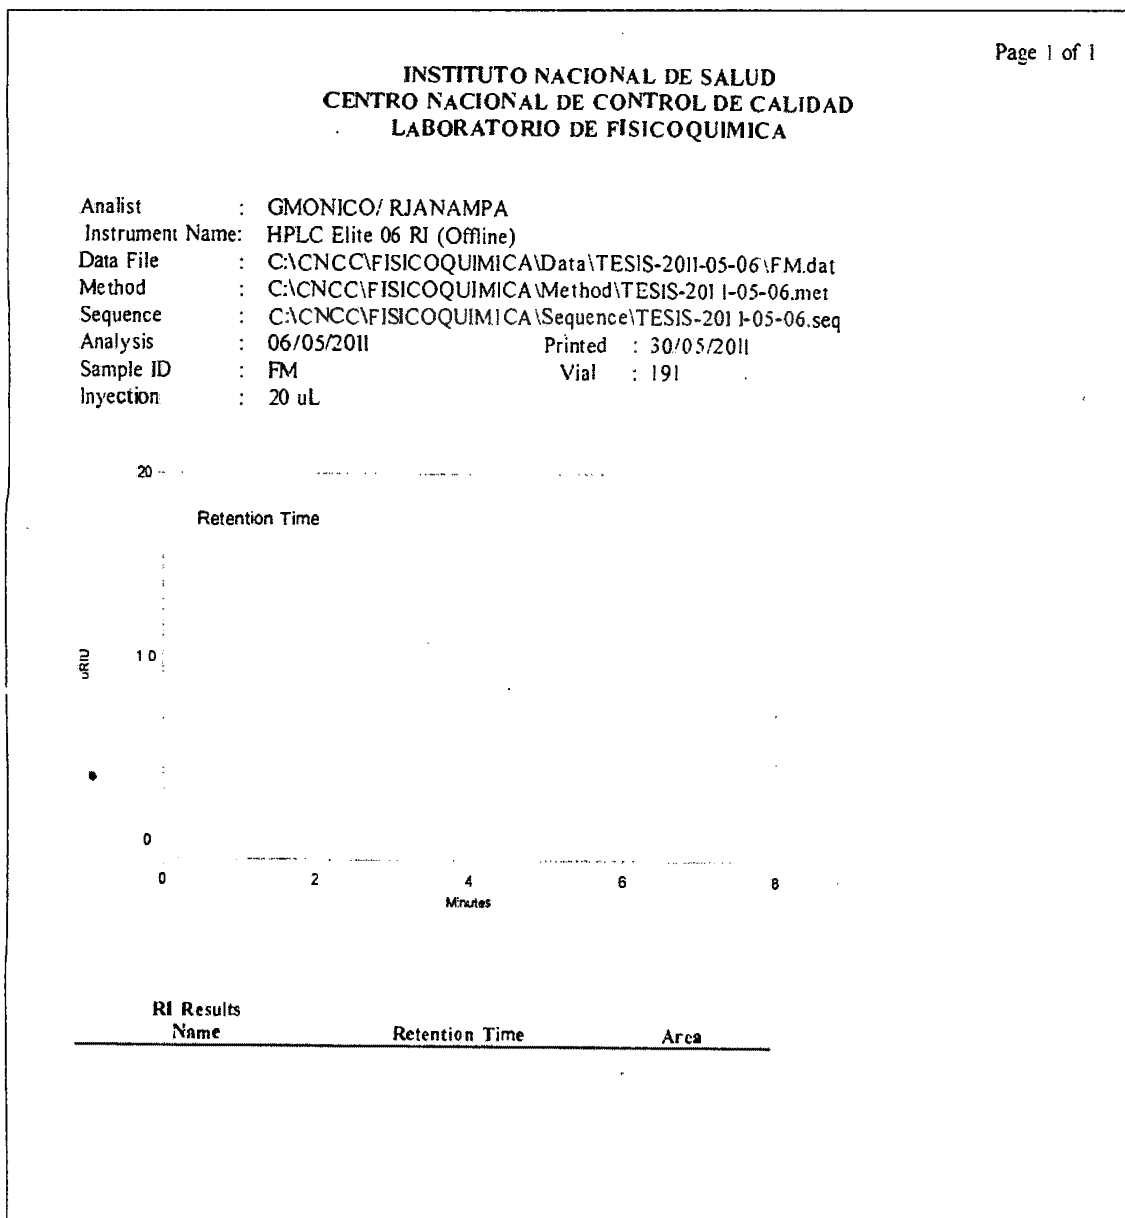 Page 1 of 1
INSTITUTO NACIONAL DE SALUD
CENTRO NACIONAL DE CONTROL DE CALIDAD
LABORATORIO DE FISICOQUIMICA
Analist : GMONICO/ RJANAMPA
Instrument Name: HPLC Elite 06 RI (Offline)
Data File : C:\CNCC\FISICOQUIMICA\Data\TESIS-2011-05-06\FM.dat
Method : C:\CNCC\FISICOQUIMICA\Method\TESIS-2011-05-06.met
Sequence : C:\CNCC\FISICOQUIMICA\Sequence\TESIS-2011-05-06.seq
Analysis : 06/05/2011 Printed : 30/05/2011
Sample ID : FM Vial : 191
Inyection : 20 uL
20
Retention Time
uRIU
10
0
0 2 4 6 8
Minutes
RI Results
Name Retention Time Area